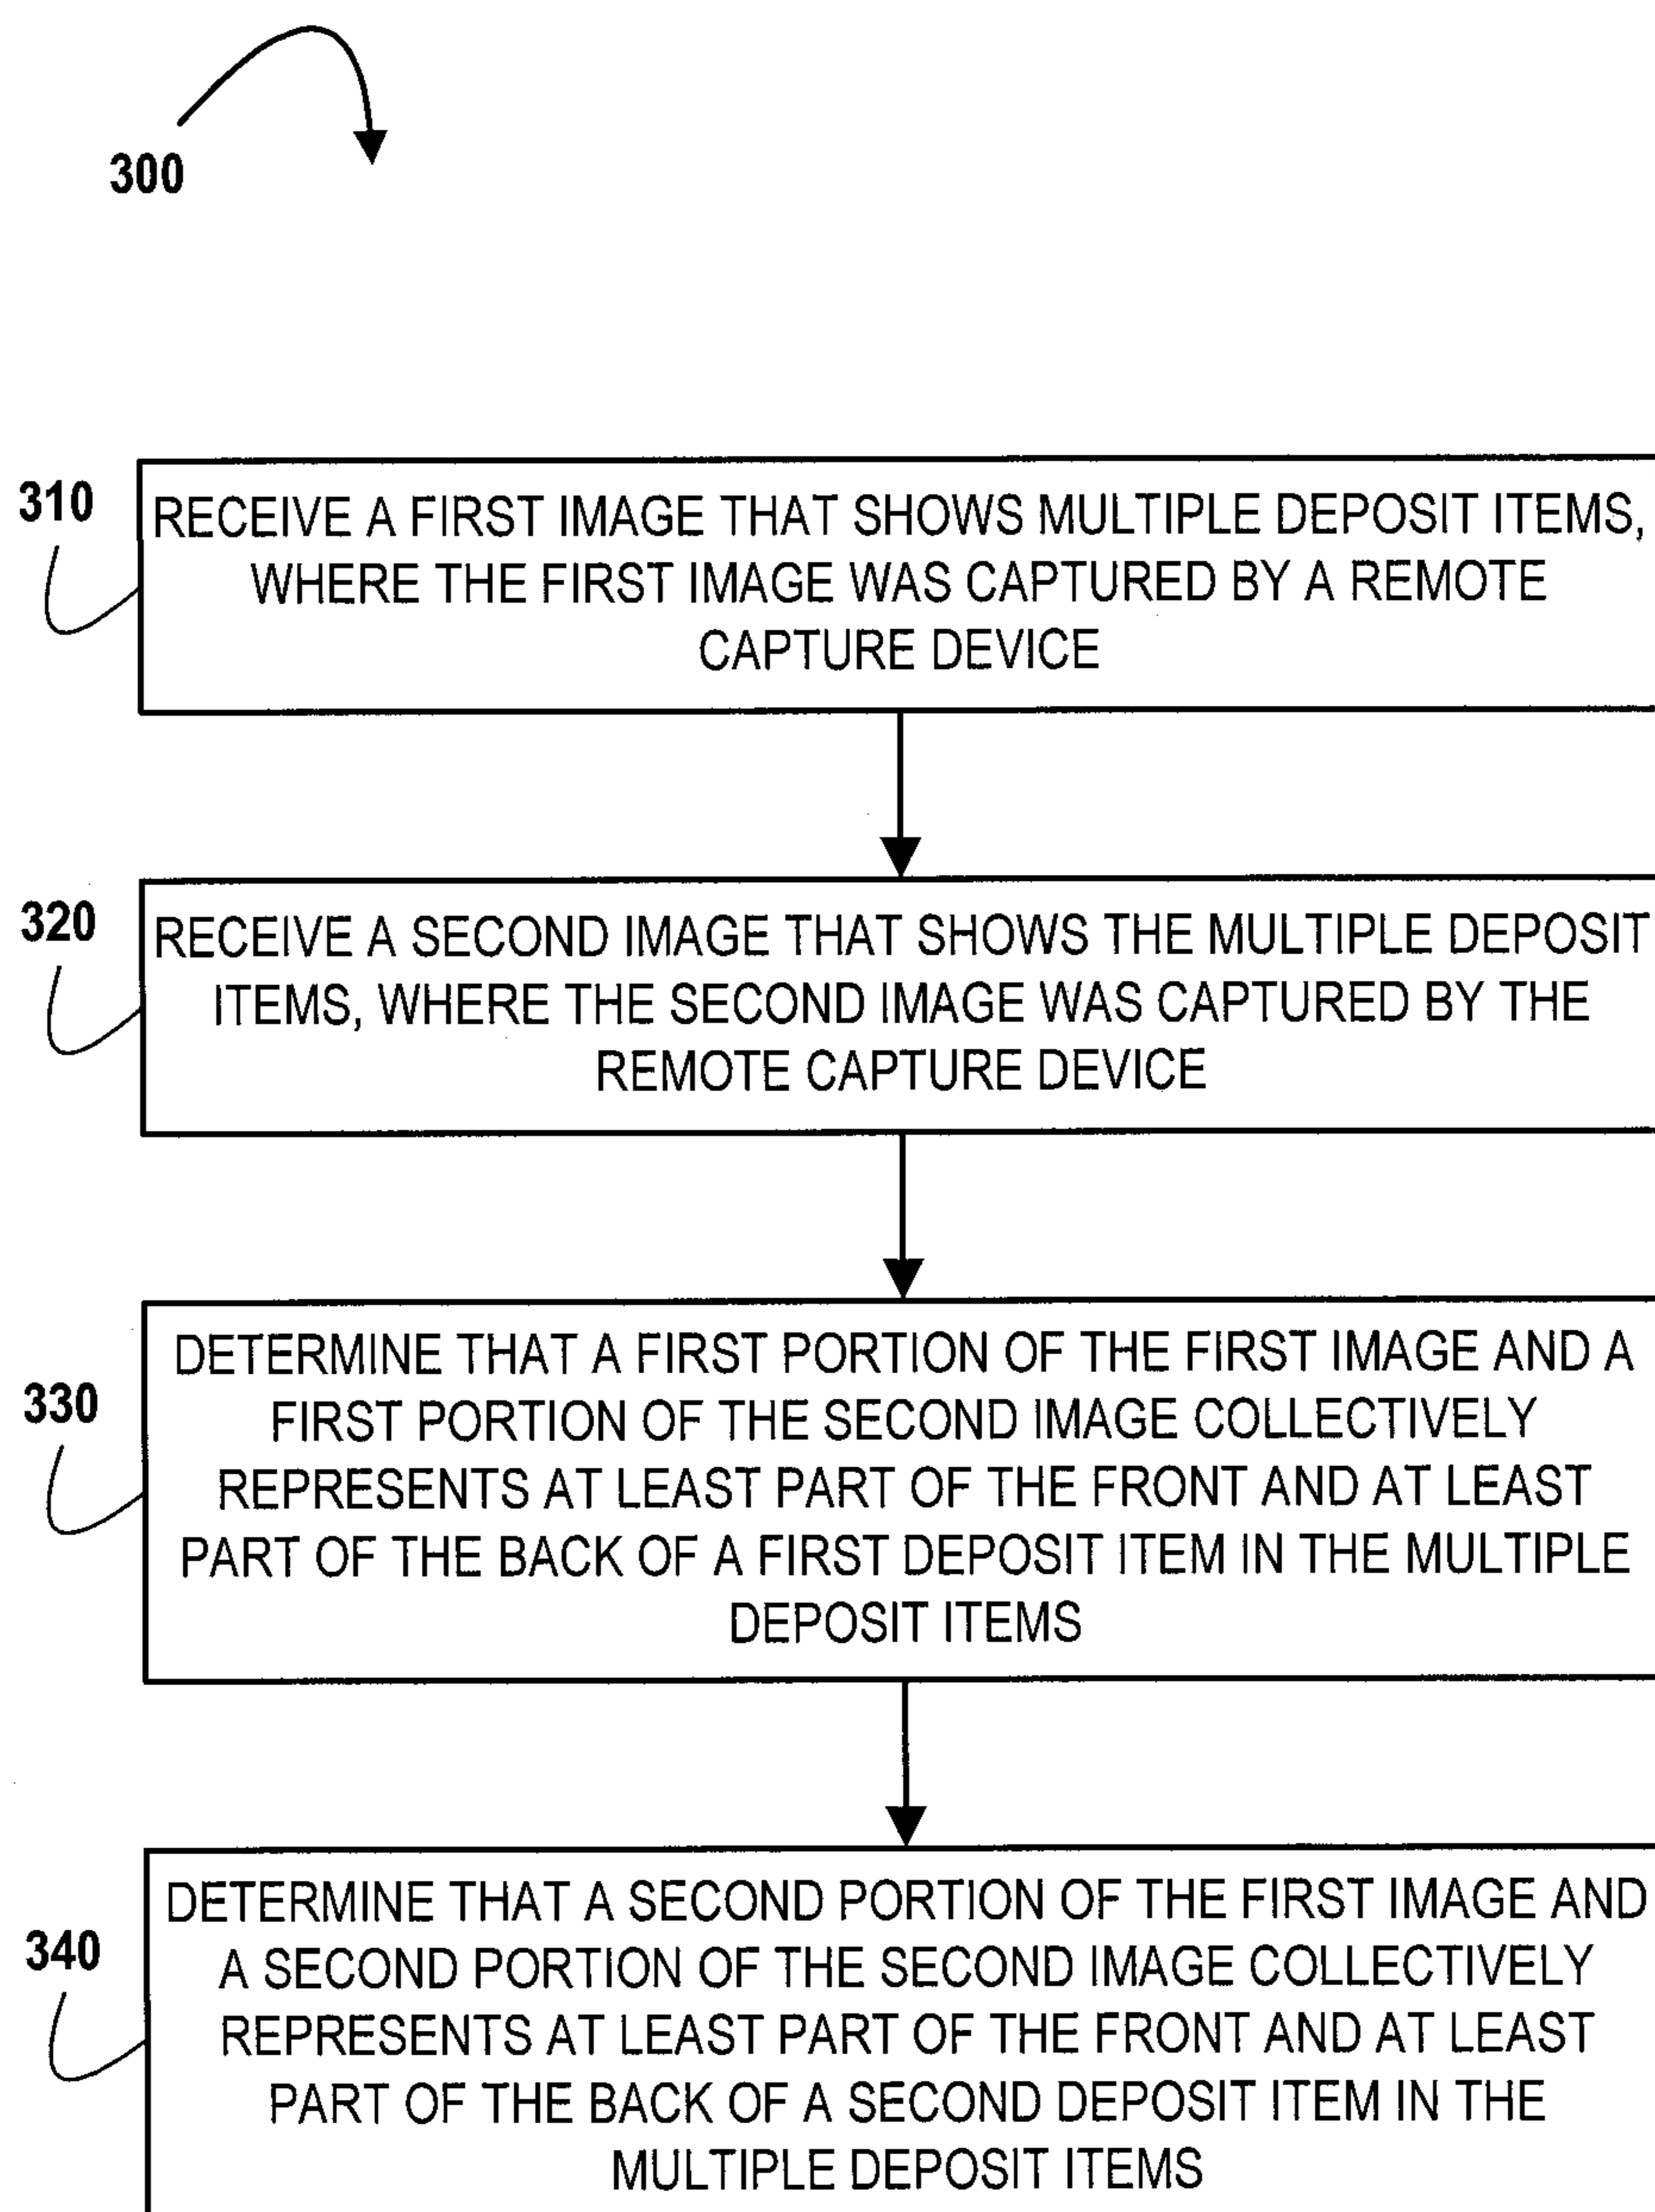 300
310
RECEIVE A FIRST IMAGE THAT SHOWS MULTIPLE DEPOSIT ITEMS,
WHERE THE FIRST IMAGE WAS CAPTURED BY A REMOTE
CAPTURE DEVICE
320
RECEIVE A SECOND IMAGE THAT SHOWS THE MULTIPLE DEPOSIT
ITEMS, WHERE THE SECOND IMAGE WAS CAPTURED BY THE
REMOTE CAPTURE DEVICE
330
DETERMINE THAT A FIRST PORTION OF THE FIRST IMAGE AND A
FIRST PORTION OF THE SECOND IMAGE COLLECTIVELY
REPRESENTS AT LEAST PART OF THE FRONT AND AT LEAST
PART OF THE BACK OF A FIRST DEPOSIT ITEM IN THE MULTIPLE
DEPOSIT ITEMS
340
DETERMINE THAT A SECOND PORTION OF THE FIRST IMAGE AND
A SECOND PORTION OF THE SECOND IMAGE COLLECTIVELY
REPRESENTS AT LEAST PART OF THE FRONT AND AT LEAST
PART OF THE BACK OF A SECOND DEPOSIT ITEM IN THE
MULTIPLE DEPOSIT ITEMS